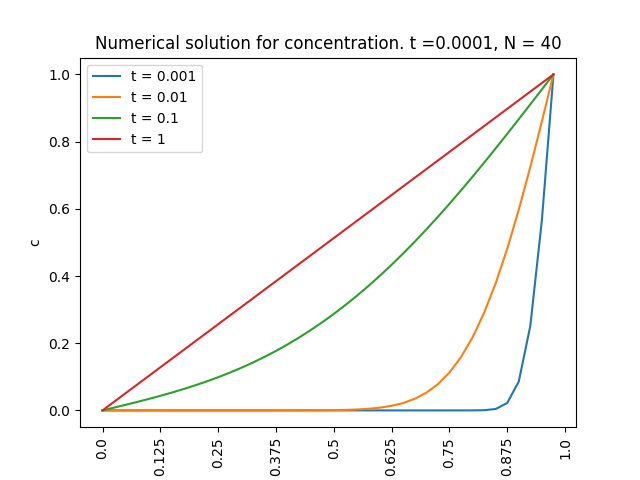 Numerical solution for concentration. t =0.0001, N = 40
t = 0.001
t = 0.01
t = 0.1
t = 1
c
1.0
0.8
0.6
0.4
0.2
0.0
0.0
0.125
0.25
0.375
0.5
0.625
0.75
0.875
1.0